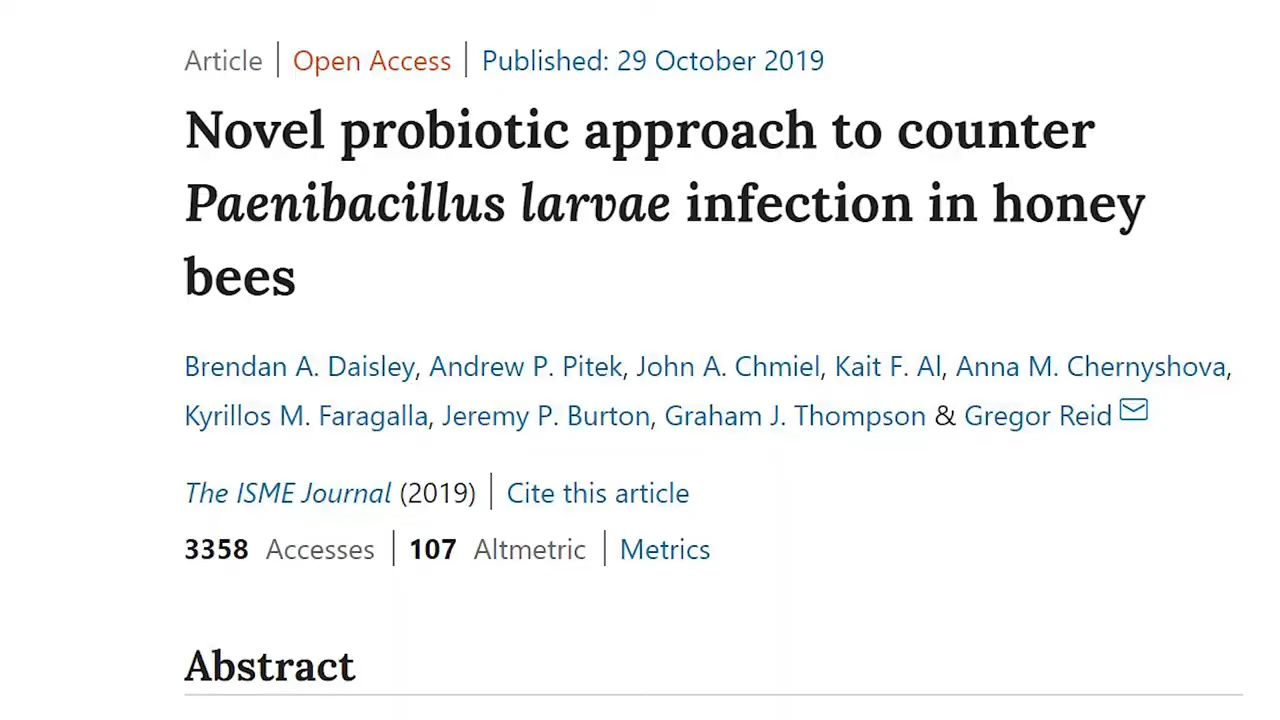 Article | Open Access | Published: 29 October 2019
Novel probiotic approach to counter
Paenibacillus larvae infection in honey
bees
Brendan A. Daisley, Andrew P. Pitek, John A. Chmiel, Kait F. Al, Anna M. Chernyshova,
Kyrillos M. Faragalla, Jeremy P. Burton, Graham J. Thompson & Gregor Reid
The ISME Journal (2019) | Cite this article
3358 Accesses | 107 Altmetric | Metrics
Abstract